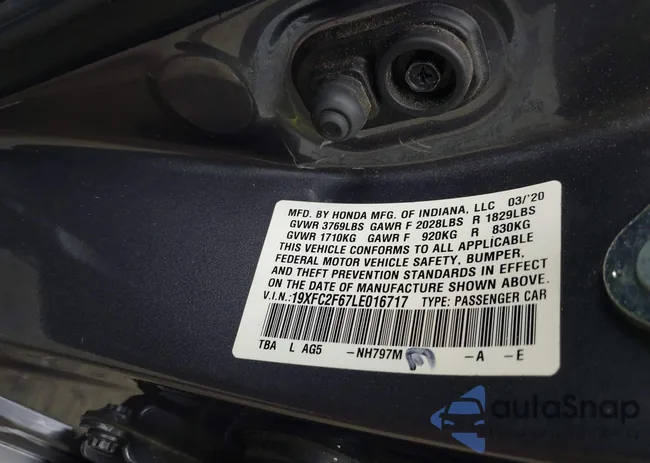 MFD. BY HONDA MFG. OF INDIANA, LLC 03/'20
GVWR 3769LBS GAWR F 2028LBS R 1829LBS
GVWR 1710KG GAWR F 920KG R 830KG
THIS VEHICLE CONFORMS TO ALL APPLICABLE
FEDERAL MOTOR VEHICLE SAFETY, BUMPER,
AND THEFT PREVENTION STANDARDS IN EFFECT
ON THE DATE OF MANUFACTURE SHOWN ABOVE.
V.I.N.:19XFC2F67LE016717 TYPE: PASSENGER CAR
TBA L AG5 -NH797M -A -E
autoSnap